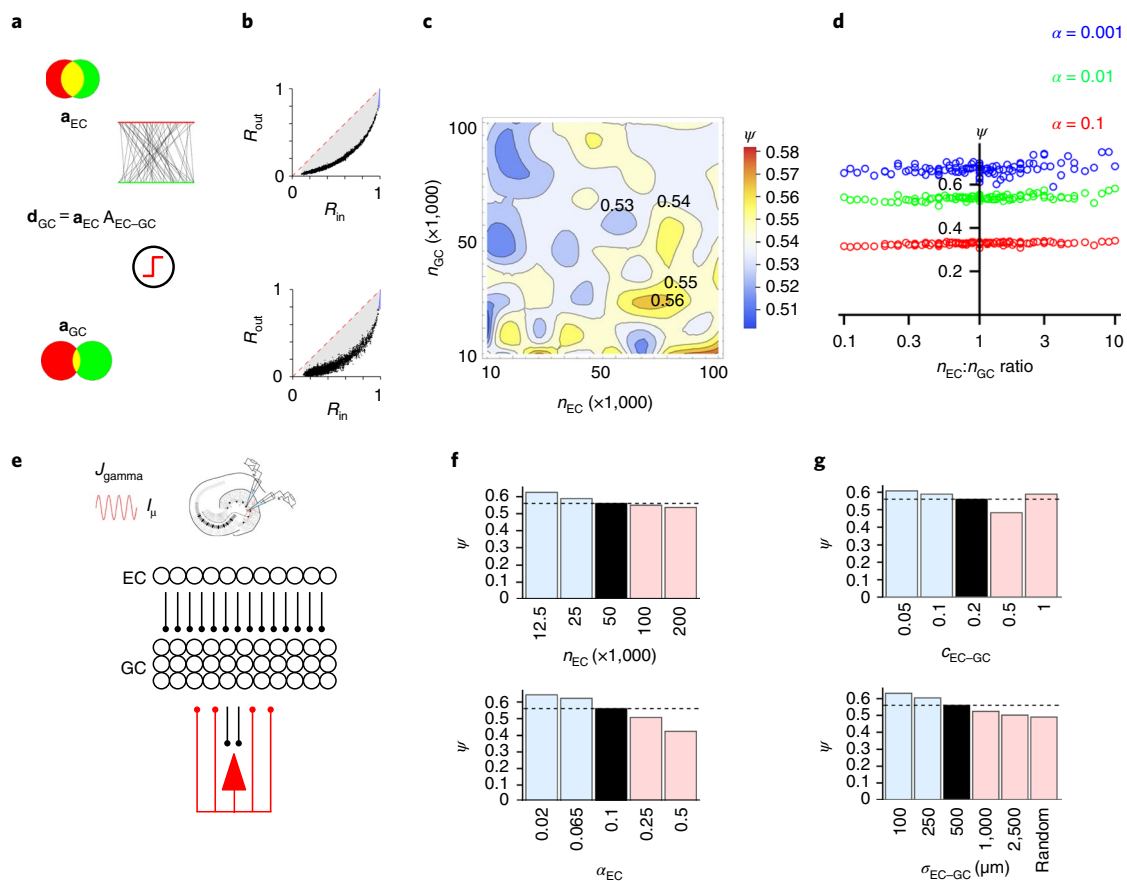 a
a_EC
d_GC = a_EC A_EC–GC
a_GC
b
1
R_out
0
0 1
R_in
1
R_out
0
0 1
R_in
c
100
n_GC (×1,000)
50
10
10 50 100
n_EC (×1,000)
0.53 0.54
0.55
0.56
ψ
0.58
0.57
0.56
0.55
0.54
0.53
0.52
0.51
d
α = 0.001
α = 0.01
α = 0.1
ψ
0.6
0.4
0.2
0.1 0.3 1 3 10
n_EC:n_GC ratio
e
J_gamma
I_μ
EC
GC
f
0.6
0.5
0.4
0.3
0.2
0.1
0
ψ
12.5 25 50 100 200
n_EC (×1,000)
0.6
0.5
0.4
0.3
0.2
0.1
0
ψ
0.02 0.065 0.1 0.25 0.5
α_EC
g
0.6
0.5
0.4
0.3
0.2
0.1
0
ψ
0.05 0.1 0.2 0.5 1
c_EC–GC
0.6
0.5
0.4
0.3
0.2
0.1
0
ψ
100 250 500 1,000 2,500 Random
σ_EC–GC (μm)